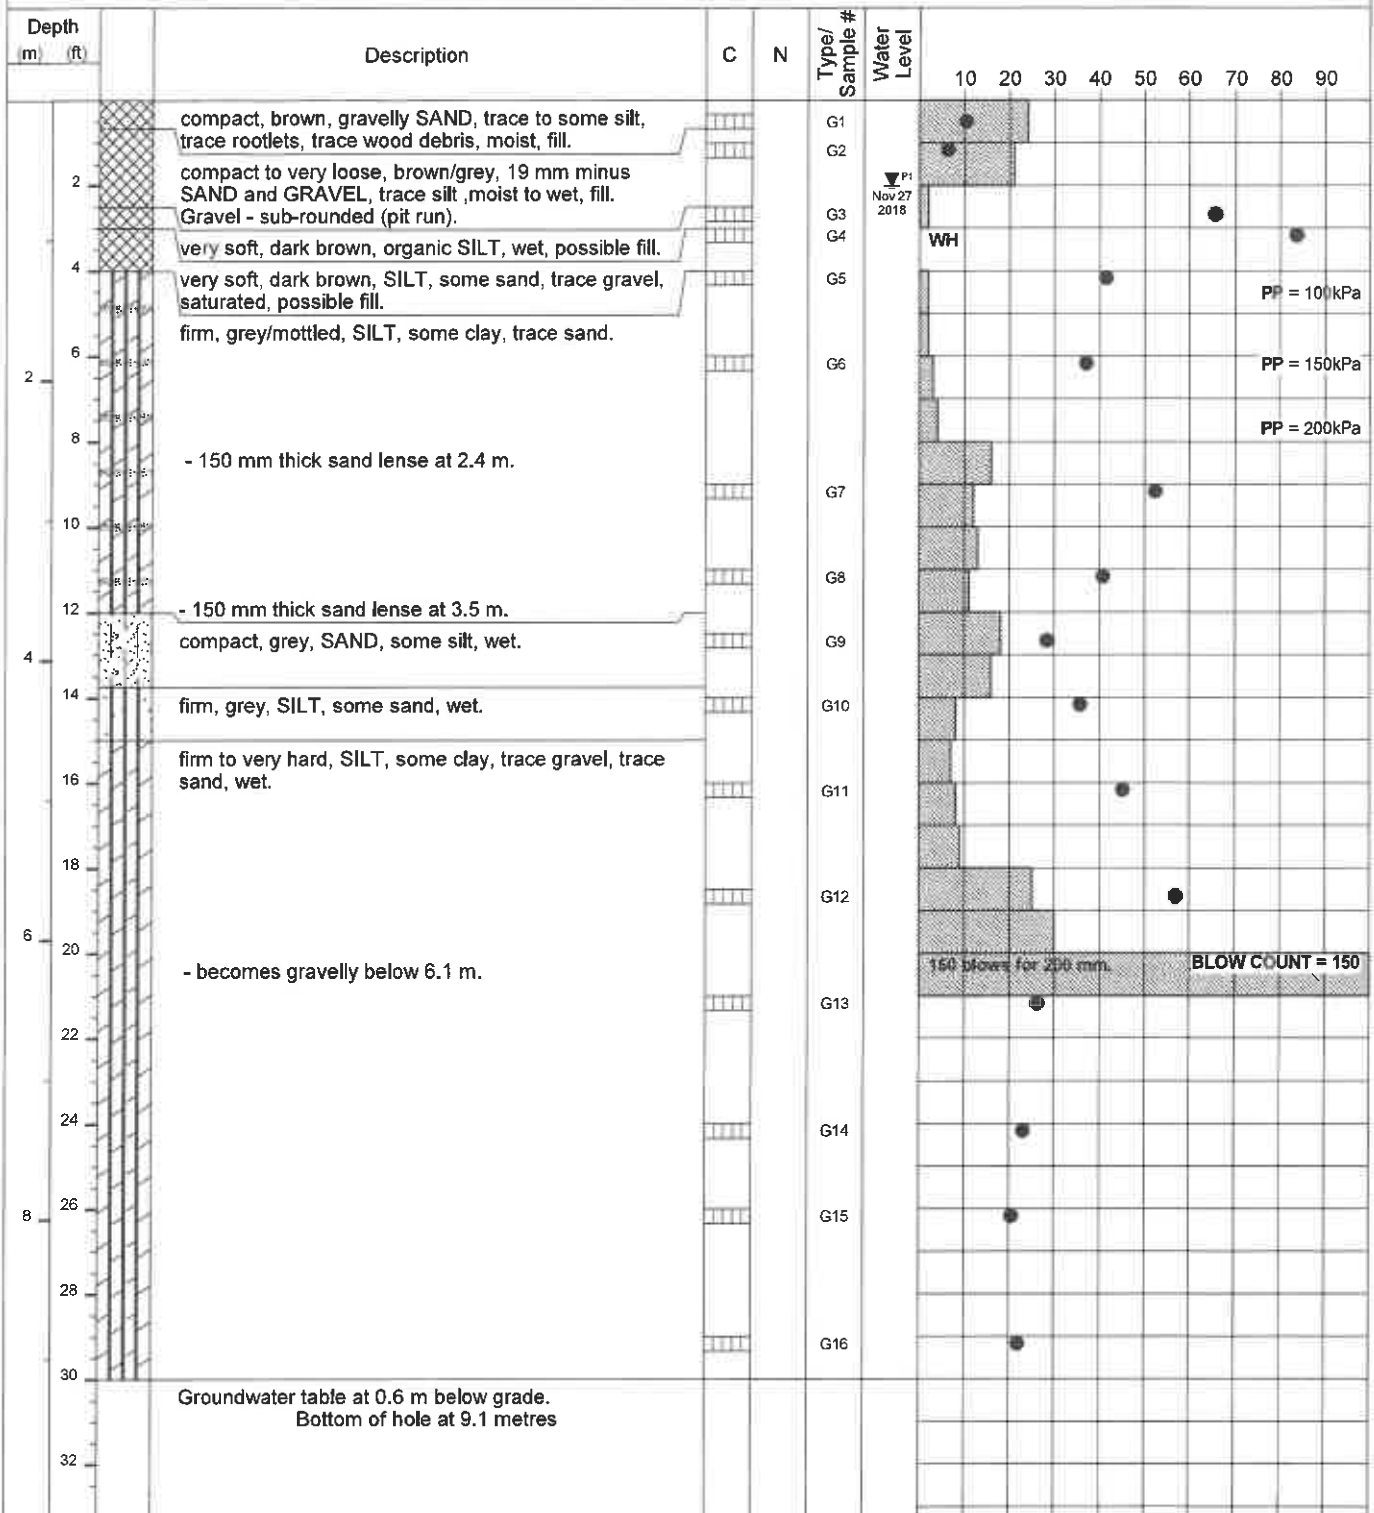 Depth
(m) (ft)
Description
C
N
Type/
Sample #
Water
Level
10 20 30 40 50 60 70 80 90
compact, brown, gravelly SAND, trace to some silt,
trace rootlets, trace wood debris, moist, fill.
G1
G2
compact to very loose, brown/grey, 19 mm minus
SAND and GRAVEL, trace silt ,moist to wet, fill.
Gravel - sub-rounded (pit run).
2
P1
Nov 27
2018
G3
very soft, dark brown, organic SILT, wet, possible fill.
G4
WH
4
very soft, dark brown, SILT, some sand, trace gravel,
saturated, possible fill.
G5
PP = 100kPa
firm, grey/mottled, SILT, some clay, trace sand.
6
G6
PP = 150kPa
2
PP = 200kPa
8
- 150 mm thick sand lense at 2.4 m.
G7
10
G8
12
- 150 mm thick sand lense at 3.5 m.
compact, grey, SAND, some silt, wet.
G9
4
14
firm, grey, SILT, some sand, wet.
G10
firm to very hard, SILT, some clay, trace gravel, trace
sand, wet.
16
G11
18
G12
6
20
- becomes gravelly below 6.1 m.
150 blows for 200 mm.
BLOW COUNT = 150
G13
22
24
G14
26
8
G15
28
G16
30
Groundwater table at 0.6 m below grade.
Bottom of hole at 9.1 metres
32